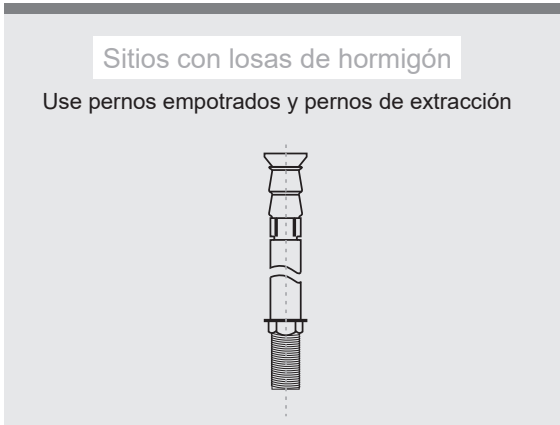 Sitios con losas de hormigón
Use pernos empotrados y pernos de extracción